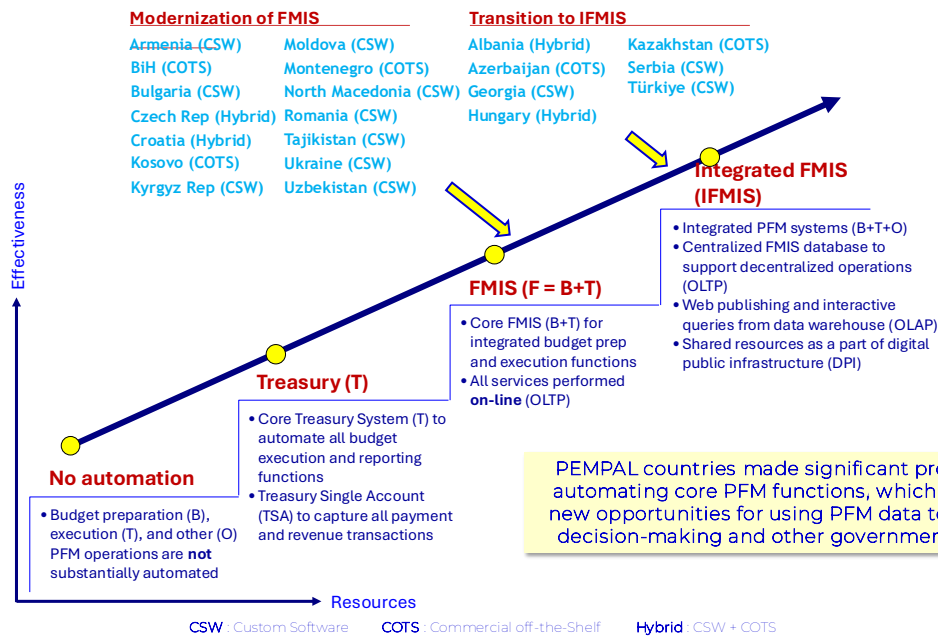 Modernization of FMIS
Armenia (CSW)
BiH (COTS)
Bulgaria (CSW)
Czech Rep (Hybrid)
Croatia (Hybrid)
Kosovo (COTS)
Kyrgyz Rep (CSW)
Moldova (CSW)
Montenegro (COTS)
North Macedonia (CSW)
Romania (CSW)
Tajikistan (CSW)
Ukraine (CSW)
Uzbekistan (CSW)
Transition to IFMIS
Albania (Hybrid)
Azerbaijan (COTS)
Georgia (CSW)
Hungary (Hybrid)
Kazakhstan (COTS)
Serbia (CSW)
Türkiye (CSW)
Effectiveness
Integrated FMIS
(IFMIS)
• Integrated PFM systems (B+T+O)
• Centralized FMIS database to
support decentralized operations
(OLTP)
• Web publishing and interactive
queries from data warehouse (OLAP)
• Shared resources as a part of digital
public infrastructure (DPI)
FMIS (F = B+T)
• Core FMIS (B+T) for
integrated budget prep
and execution functions
• All services performed
on-line (OLTP)
Treasury (T)
• Core Treasury System (T) to
automate all budget
execution and reporting
functions
• Treasury Single Account
(TSA) to capture all payment
and revenue transactions
No automation
• Budget preparation (B),
execution (T), and other (O)
PFM operations are not
substantially automated
PEMPAL countries made significant
automating core PFM functions, which
new opportunities for using PFM data
decision-making and other
Resources
CSW : Custom Software COTS : Commercial off-the-Shelf Hybrid : CSW + COTS